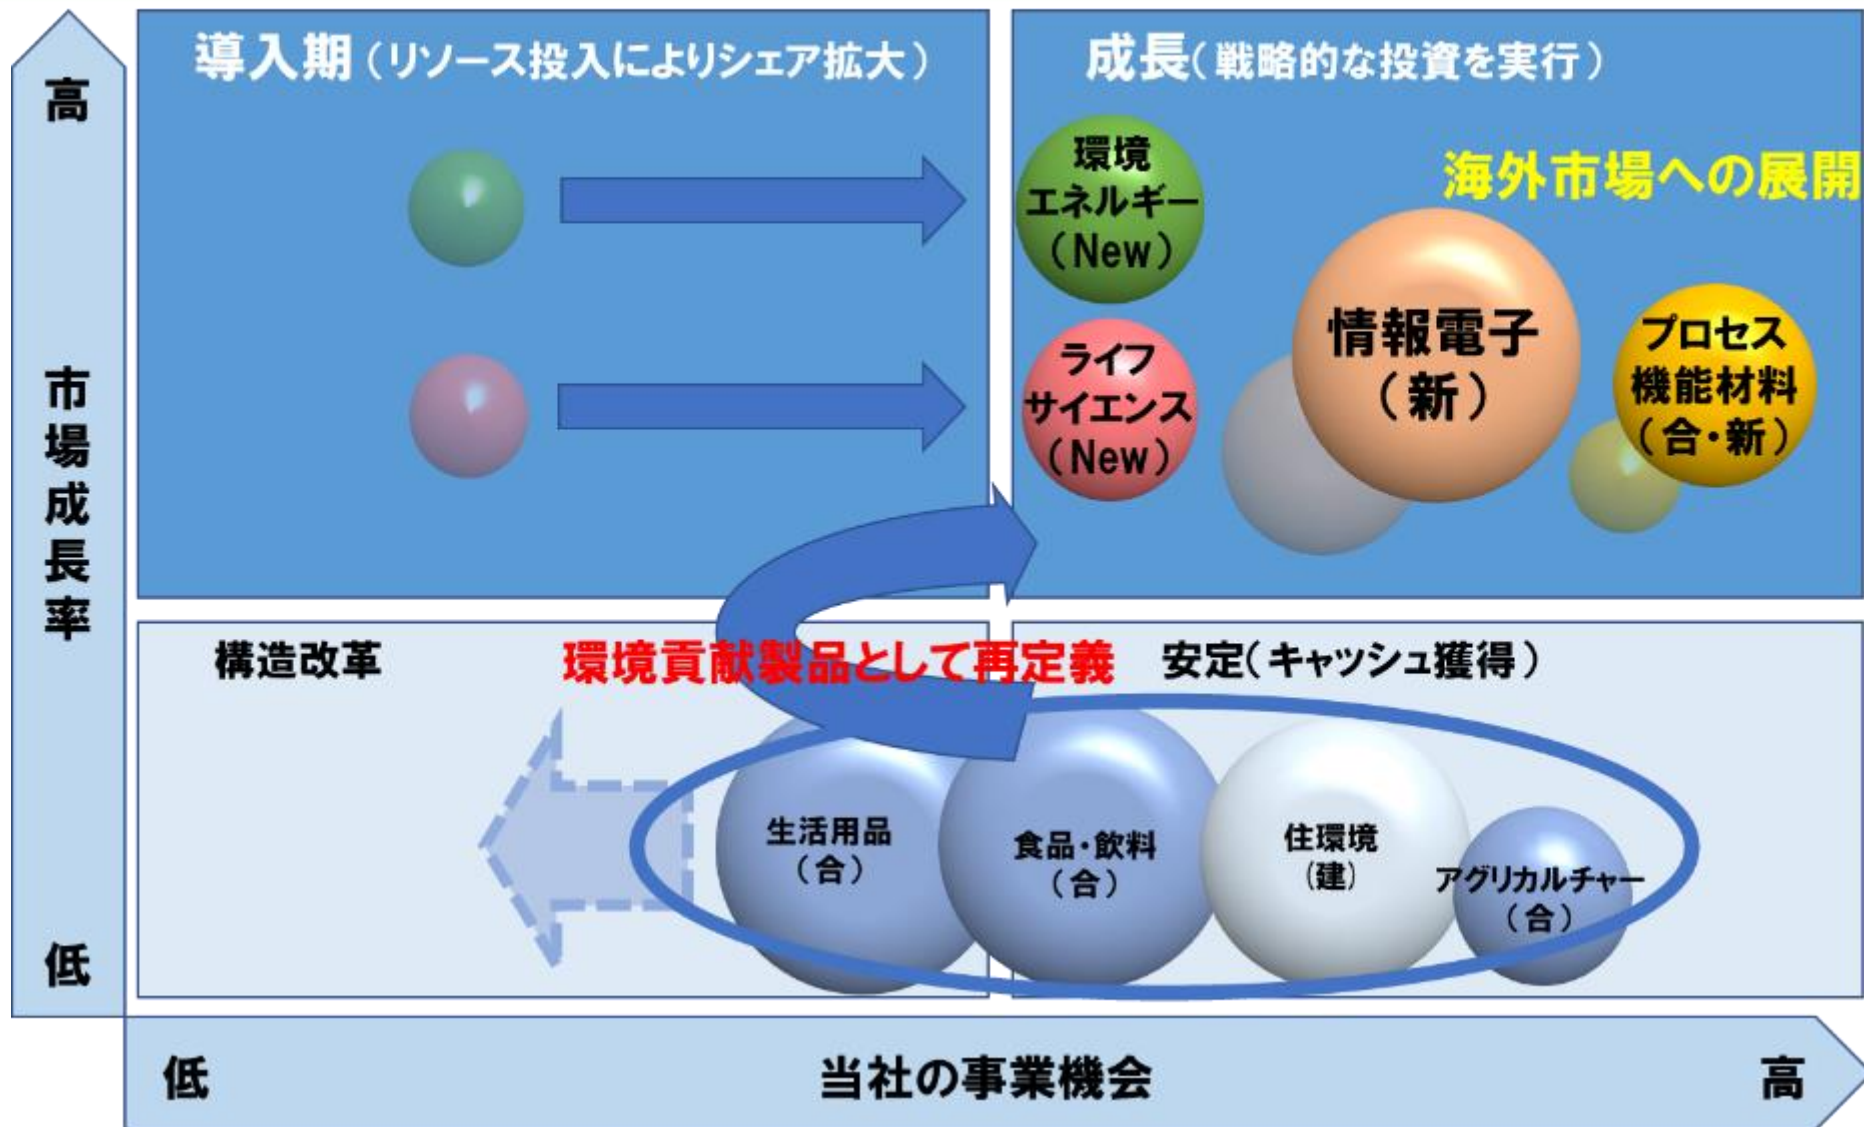 高
市場成長率
低
導入期（リソース投入によりシェア拡大）
成長（戦略的な投資を実行）
海外市場への展開
環境
エネルギー
（New）
ライフ
サイエンス
（New）
情報電子
（新）
プロセス
機能材料
（合・新）
構造改革
環境貢献製品として再定義
安定（キャッシュ獲得）
生活用品
（合）
食品・飲料
（合）
住環境
（建）
アグリカルチャー
（合）
低
当社の事業機会
高